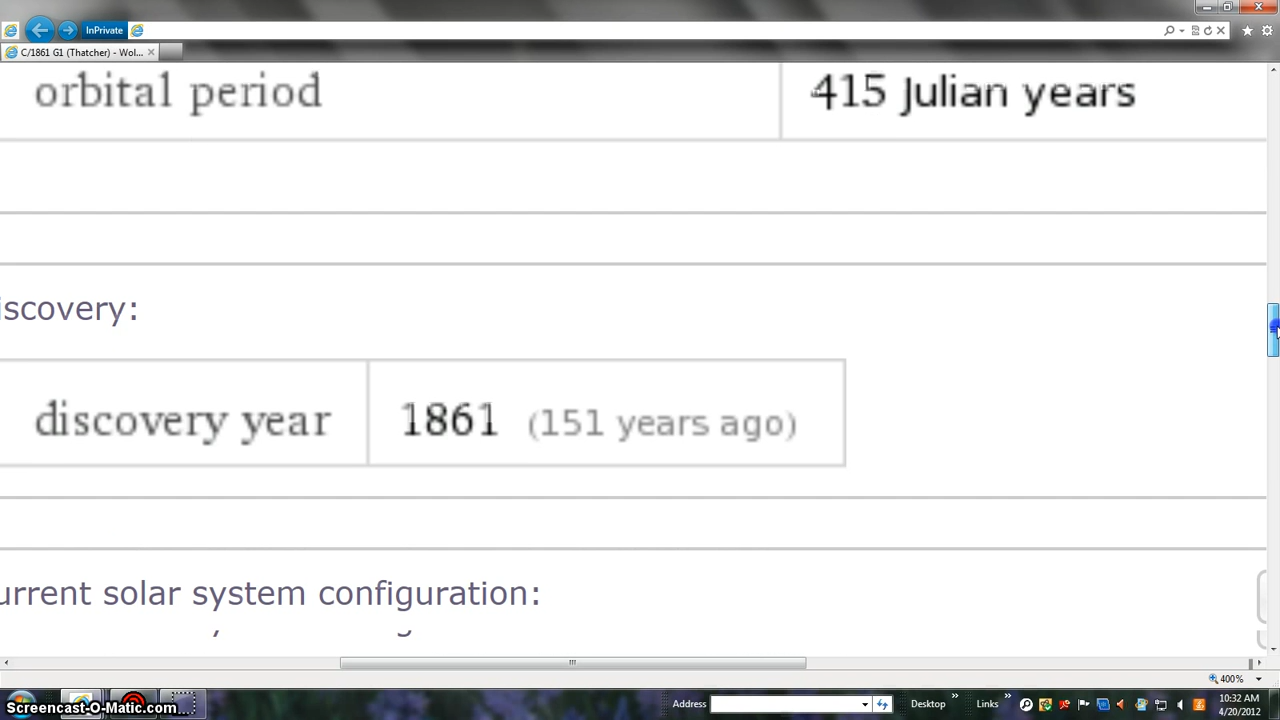 InPrivate
C/1861 G1 (Thatcher) - Wol...
orbital period 415 Julian years
iscovery:
discovery year 1861 (151 years ago)
urrent solar system configuration:
400%
10:32 AM
Address Desktop » Links »
4/20/2012
Screencast-O-Matic.com